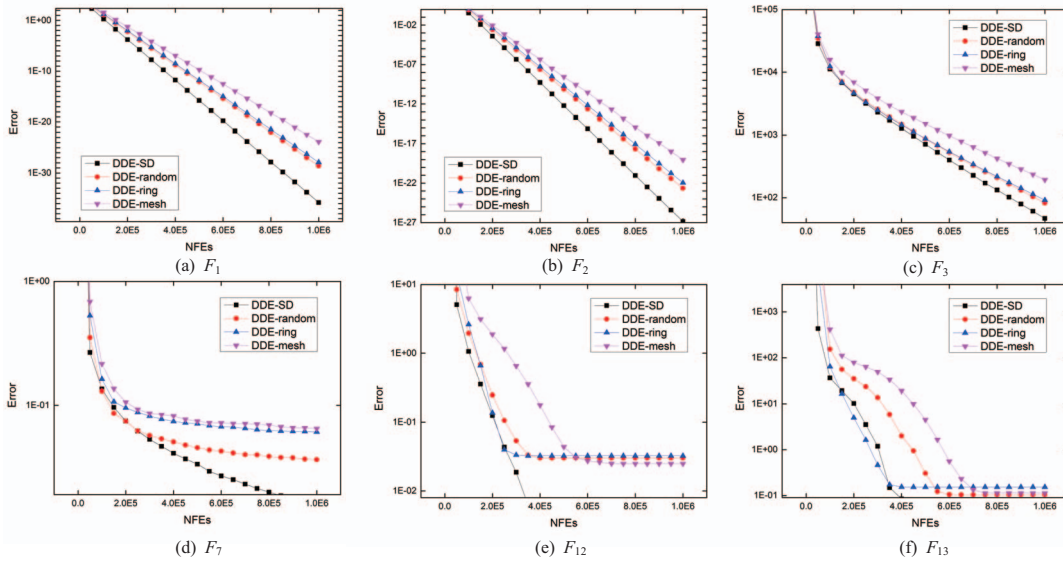 1E+00
1E-10
1E-20
1E-30
Error
DDE-SD
DDE-random
DDE-ring
DDE-mesh
0.0 2.0E5 4.0E5 6.0E5 8.0E5 1.0E6
NFEs
(a) F1
1E-02
1E-07
1E-12
1E-17
1E-22
1E-27
Error
DDE-SD
DDE-random
DDE-ring
DDE-mesh
0.0 2.0E5 4.0E5 6.0E5 8.0E5 1.0E6
NFEs
(b) F2
1E+05
1E+04
1E+03
1E+02
Error
DDE-SD
DDE-random
DDE-ring
DDE-mesh
0.0 2.0E5 4.0E5 6.0E5 8.0E5 1.0E6
NFEs
(c) F3
1E+00
1E-01
Error
DDE-SD
DDE-random
DDE-ring
DDE-mesh
0.0 2.0E5 4.0E5 6.0E5 8.0E5 1.0E6
NFEs
(d) F7
1E+01
1E+00
1E-01
1E-02
Error
DDE-SD
DDE-random
DDE-ring
DDE-mesh
0.0 2.0E5 4.0E5 6.0E5 8.0E5 1.0E6
NFEs
(e) F12
1E+03
1E+02
1E+01
1E+00
1E-01
Error
DDE-SD
DDE-random
DDE-ring
DDE-mesh
0.0 2.0E5 4.0E5 6.0E5 8.0E5 1.0E6
NFEs
(f) F13